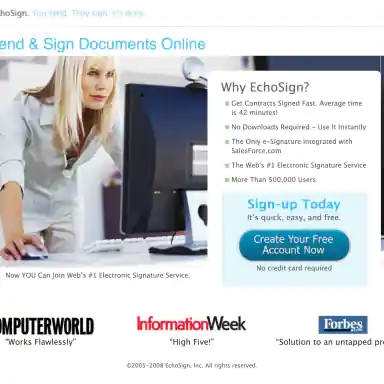 choSign. You send. They sign. It's done.
end & Sign Documents Online
Why EchoSign?
Get Contracts Signed Fast. Average time
is 42 minutes!
No Downloads Required - Use It Instantly
The Only e-Signature integrated with
SalesForce.com
The Web's #1 Electronic Signature Service
More Than 500,000 Users
Sign-up Today
It's quick, easy, and free.
Create Your Free
Account Now
No credit card required
Now YOU Can Join Web's #1 Electronic Signature Service.
OMPUTERWORLD
InformationWeek
Forbes
"Works Flawlessly"
"High Five!"
"Solution to an untapped pr
©2005-2008 EchoSign, Inc. All rights reserved.